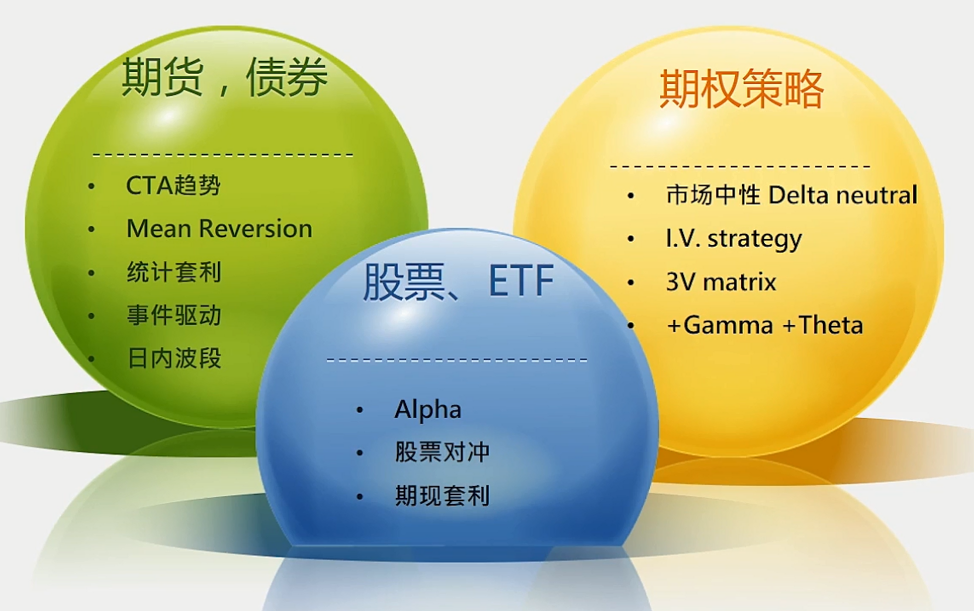 期货，债券
• CTA趋势
• Mean Reversion
• 统计套利
• 事件驱动
• 日内波段
股票、ETF
• Alpha
• 股票对冲
• 期现套利
期权策略
• 市场中性 Delta neutral
• I.V. strategy
• 3V matrix
• +Gamma +Theta